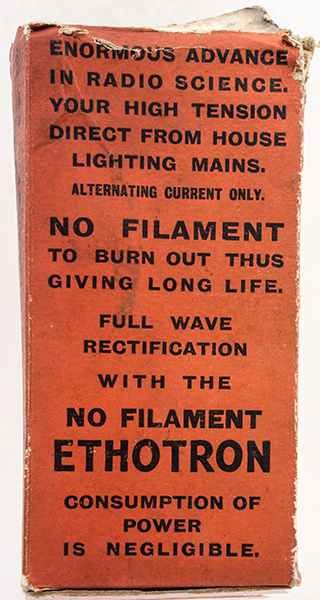 ENORMOUS ADVANCE
IN RADIO SCIENCE.
YOUR HIGH TENSION
DIRECT FROM HOUSE
LIGHTING MAINS.
ALTERNATING CURRENT ONLY.
NO FILAMENT
TO BURN OUT THUS
GIVING LONG LIFE.
FULL WAVE
RECTIFICATION
WITH THE
NO FILAMENT
ETHOTRON
CONSUMPTION OF
POWER
IS NEGLIGIBLE.